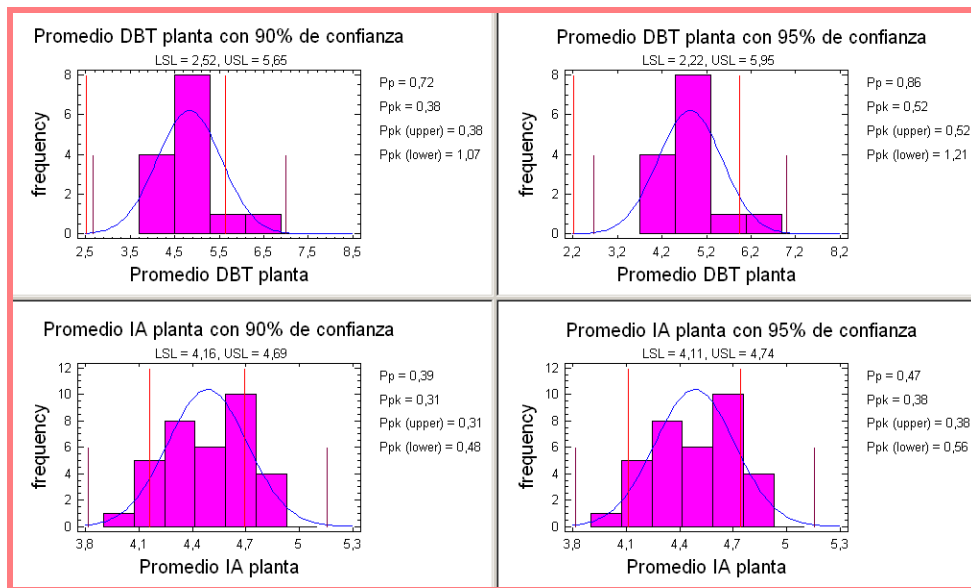 Promedio DBT planta con 90% de confianza
LSL = 2,52, USL = 5,65
8
6
4
2
0
frequency
2,5 3,5 4,5 5,5 6,5 7,5 8,5
Promedio DBT planta
Pp = 0,72
Ppk = 0,38
Ppk (upper) = 0,38
Ppk (lower) = 1,07
Promedio DBT planta con 95% de confianza
LSL = 2,22, USL = 5,95
8
6
4
2
0
frequency
2,2 3,2 4,2 5,2 6,2 7,2 8,2
Promedio DBT planta
Pp = 0,86
Ppk = 0,52
Ppk (upper) = 0,52
Ppk (lower) = 1,21
Promedio IA planta con 90% de confianza
LSL = 4,16, USL = 4,69
12
10
8
6
4
2
0
frequency
3,8 4,1 4,4 4,7 5 5,3
Promedio IA planta
Pp = 0,39
Ppk = 0,31
Ppk (upper) = 0,31
Ppk (lower) = 0,48
Promedio IA planta con 95% de confianza
LSL = 4,11, USL = 4,74
12
10
8
6
4
2
0
frequency
3,8 4,1 4,4 4,7 5 5,3
Promedio IA planta
Pp = 0,47
Ppk = 0,38
Ppk (upper) = 0,38
Ppk (lower) = 0,56